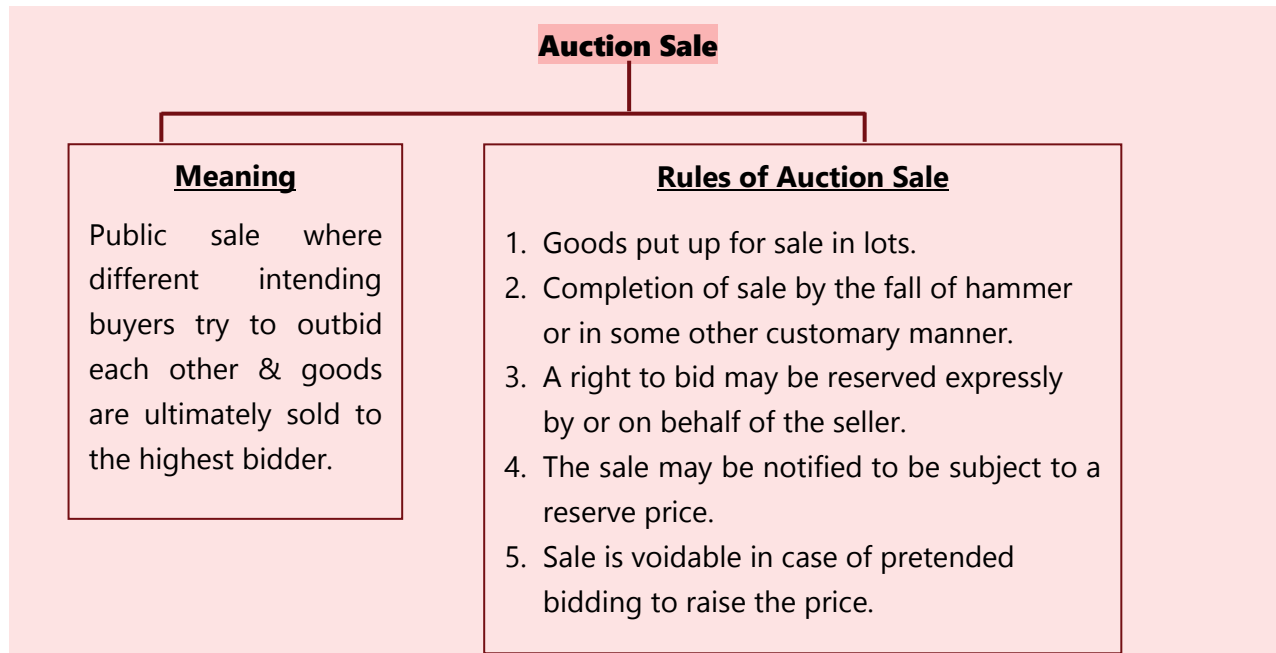 Auction Sale
Meaning
Public sale where
different intending
buyers try to outbid
each other & goods
are ultimately sold to
the highest bidder.
Rules of Auction Sale
1. Goods put up for sale in lots.
2. Completion of sale by the fall of hammer
or in some other customary manner.
3. A right to bid may be reserved expressly
by or on behalf of the seller.
4. The sale may be notified to be subject to a
reserve price.
5. Sale is voidable in case of pretended
bidding to raise the price.